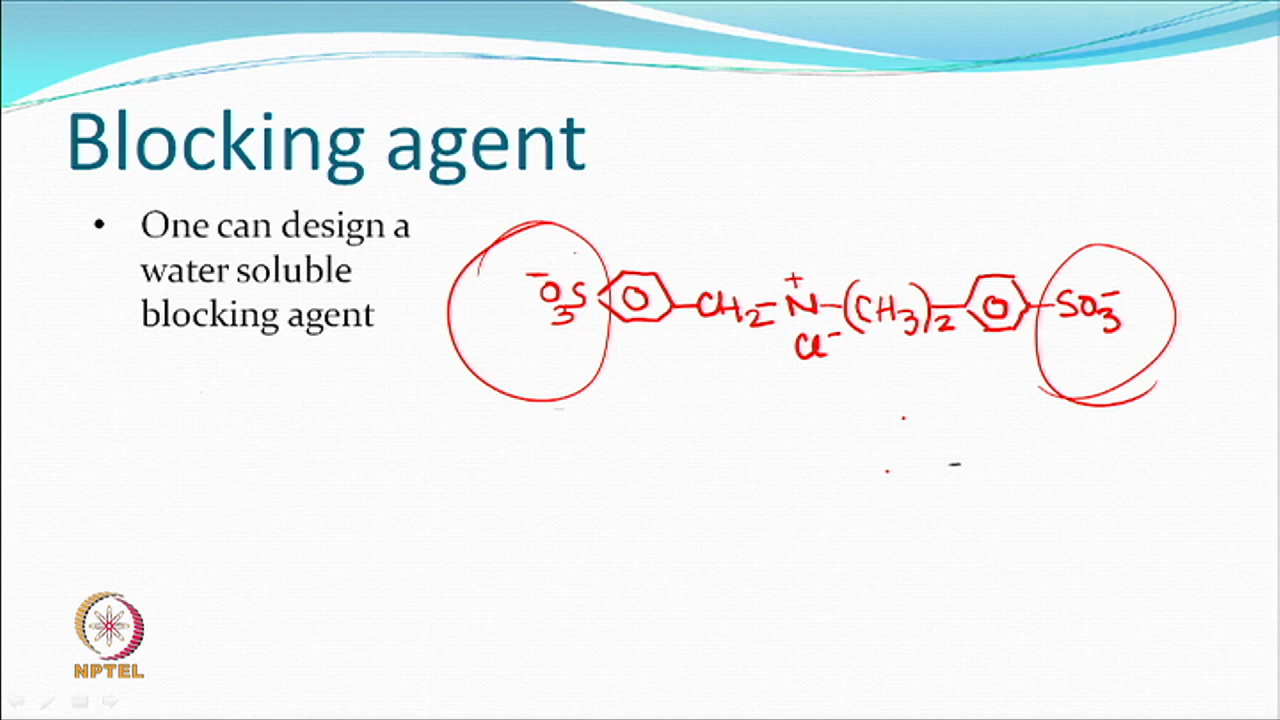 Blocking agent
• One can design a
water soluble
blocking agent
⁻O₃S-⌬-CH₂-N⁺-(CH₃)₂-⌬-SO₃⁻
Cl⁻
NPTEL